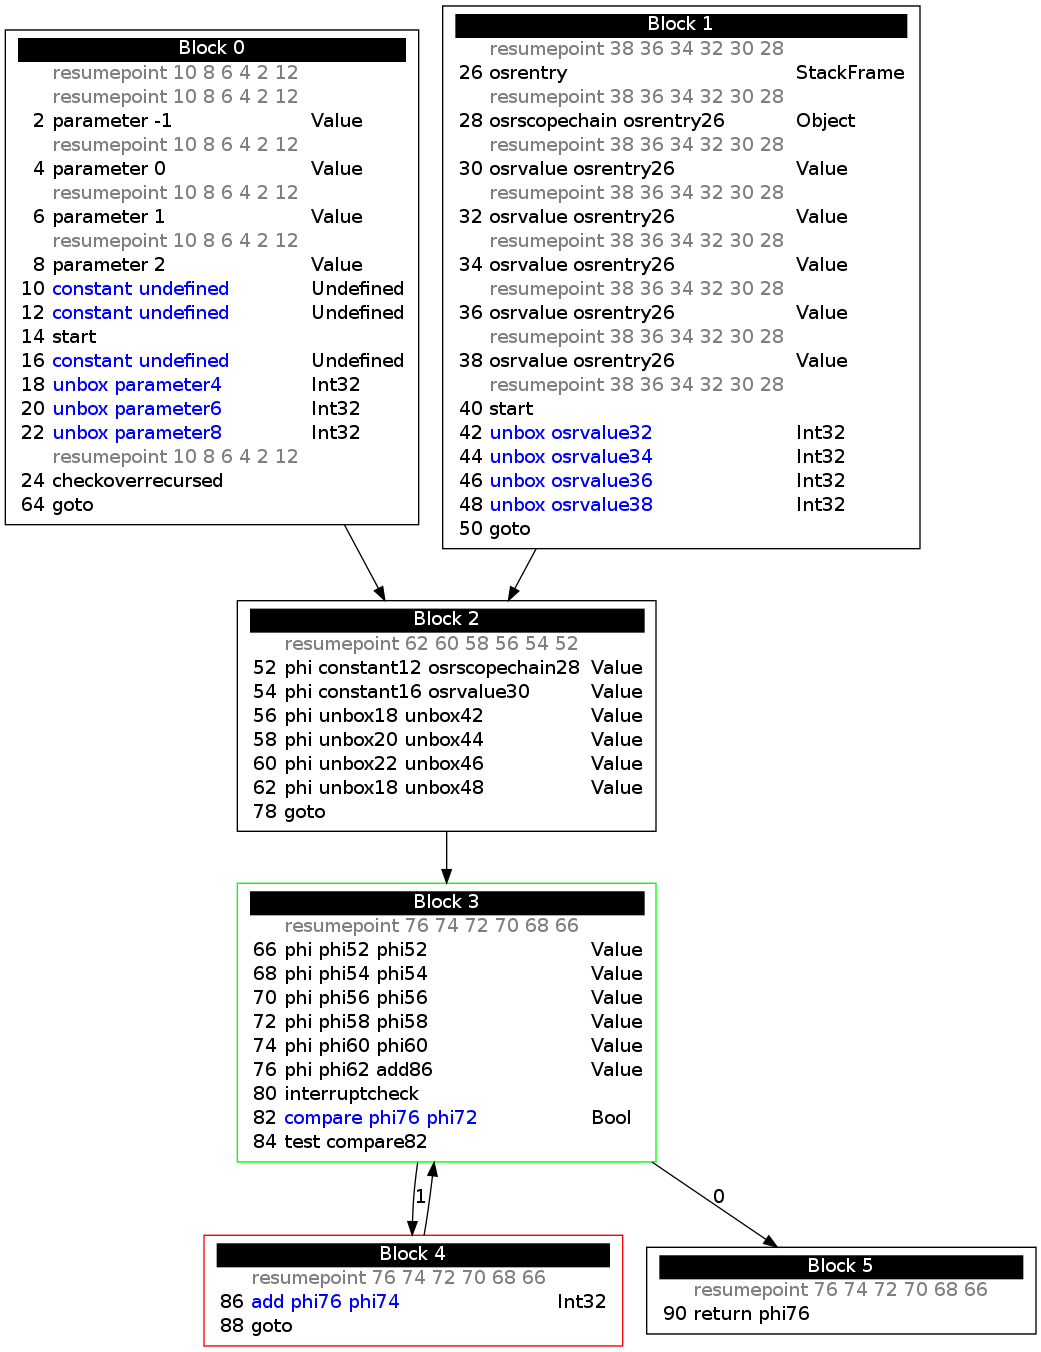 Block 0
resumepoint 10 8 6 4 2 12
resumepoint 10 8 6 4 2 12
2 parameter -1 Value
resumepoint 10 8 6 4 2 12
4 parameter 0 Value
resumepoint 10 8 6 4 2 12
6 parameter 1 Value
resumepoint 10 8 6 4 2 12
8 parameter 2 Value
10 constant undefined Undefined
12 constant undefined Undefined
14 start
16 constant undefined Undefined
18 unbox parameter4 Int32
20 unbox parameter6 Int32
22 unbox parameter8 Int32
resumepoint 10 8 6 4 2 12
24 checkoverrecursed
64 goto
Block 1
resumepoint 38 36 34 32 30 28
26 osrentry StackFrame
resumepoint 38 36 34 32 30 28
28 osrscopechain osrentry26 Object
resumepoint 38 36 34 32 30 28
30 osrvalue osrentry26 Value
resumepoint 38 36 34 32 30 28
32 osrvalue osrentry26 Value
resumepoint 38 36 34 32 30 28
34 osrvalue osrentry26 Value
resumepoint 38 36 34 32 30 28
36 osrvalue osrentry26 Value
resumepoint 38 36 34 32 30 28
38 osrvalue osrentry26 Value
resumepoint 38 36 34 32 30 28
40 start
42 unbox osrvalue32 Int32
44 unbox osrvalue34 Int32
46 unbox osrvalue36 Int32
48 unbox osrvalue38 Int32
50 goto
Block 2
resumepoint 62 60 58 56 54 52
52 phi constant12 osrscopechain28 Value
54 phi constant16 osrvalue30 Value
56 phi unbox18 unbox42 Value
58 phi unbox20 unbox44 Value
60 phi unbox22 unbox46 Value
62 phi unbox18 unbox48 Value
78 goto
Block 3
resumepoint 76 74 72 70 68 66
66 phi phi52 phi52 Value
68 phi phi54 phi54 Value
70 phi phi56 phi56 Value
72 phi phi58 phi58 Value
74 phi phi60 phi60 Value
76 phi phi62 add86 Value
80 interruptcheck
82 compare phi76 phi72 Bool
84 test compare82
1
0
Block 4
resumepoint 76 74 72 70 68 66
86 add phi76 phi74 Int32
88 goto
Block 5
resumepoint 76 74 72 70 68 66
90 return phi76